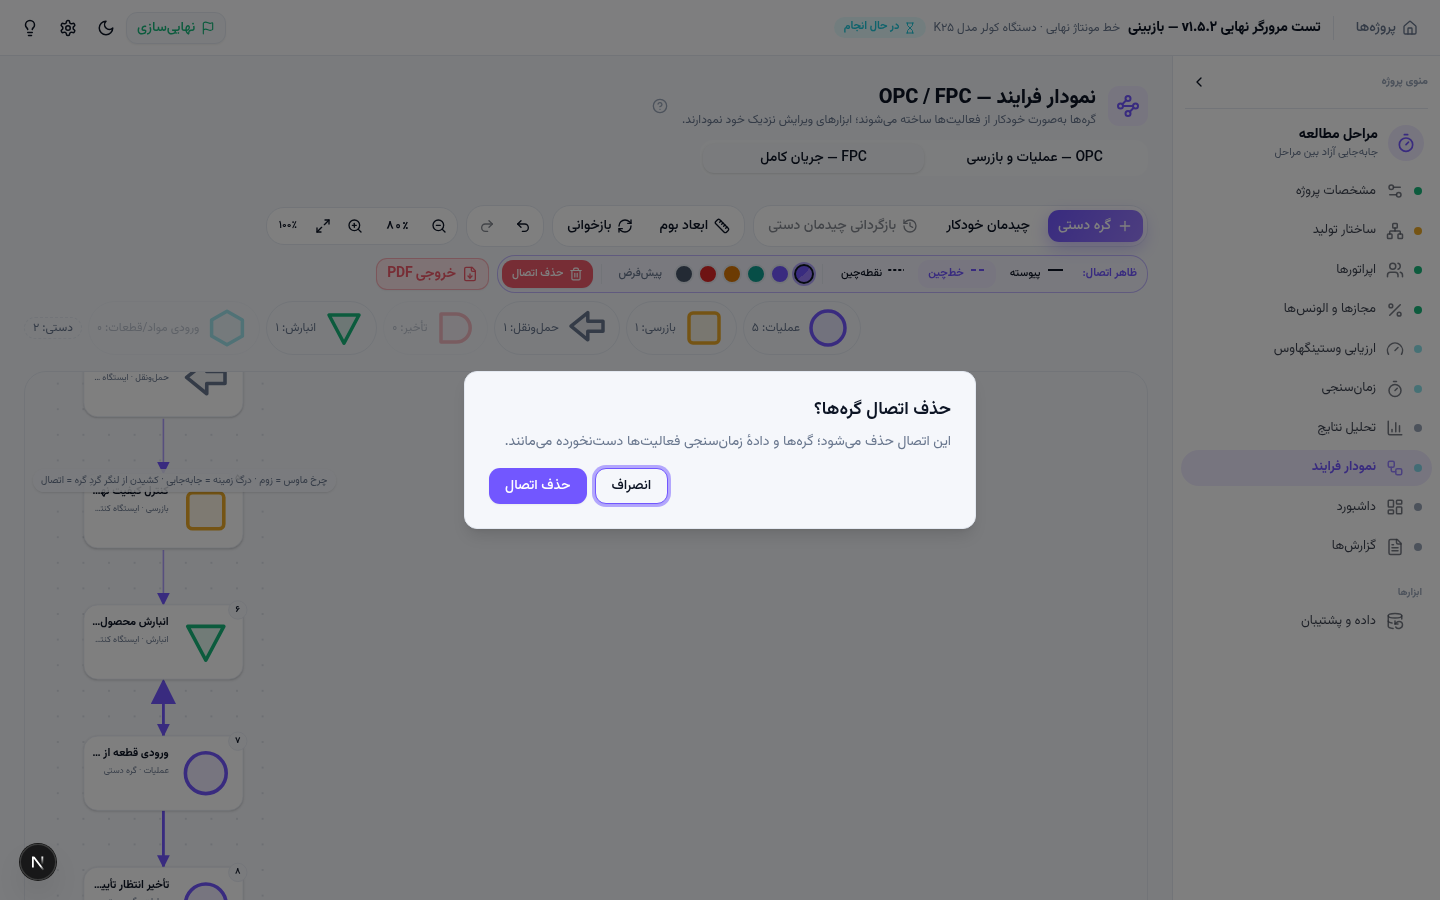 پروژه‌ها
تست مرورگر نهایی v۱.۵.۲ — بازبینی
خط مونتاژ نهایی · دستگاه کولر مدل K۲۵
در حال انجام
نهایی‌سازی
منوی پروژه
مراحل مطالعه
جابه‌جایی آزاد بین مراحل
مشخصات پروژه
ساختار تولید
اپراتورها
مجازها و الونس‌ها
ارزیابی وستینگهاوس
زمان‌سنجی
تحلیل نتایج
نمودار فرایند
داشبورد
گزارش‌ها
ابزارها
داده و پشتیبان
نمودار فرایند — OPC / FPC
گره‌ها به‌صورت خودکار از فعالیت‌ها ساخته می‌شوند؛ ابزارهای ویرایش نزدیک خود نمودارند.
OPC — عملیات و بازرسی
FPC — جریان کامل
گره دستی
چیدمان خودکار
بازگردانی چیدمان دستی
ابعاد بوم
بازخوانی
۸۰٪
۱۰۰٪
ظاهر اتصال:
پیوسته
خط‌چین
نقطه‌چین
پیش‌فرض
حذف اتصال
خروجی PDF
عملیات: ۵
بازرسی: ۱
حمل‌ونقل: ۱
تأخیر: ۰
انبارش: ۱
ورودی مواد/قطعات: ۰
دستی: ۲
حمل‌ونقل · ایستگاه ...
چرخ ماوس = زوم · درگ زمینه = جابه‌جایی · کشیدن از لنگر گرد گره = اتصال
بازرسی · ایستگاه کنت...
۶
انبارش محصول...
انبارش · ایستگاه کنت...
۷
ورودی قطعه از ...
عملیات · گره دستی
۸
تأخیر انتظار تأیی...
حذف اتصال گره‌ها؟
این اتصال حذف می‌شود؛ گره‌ها و دادهٔ زمان‌سنجی فعالیت‌ها دست‌نخورده می‌مانند.
انصراف
حذف اتصال
N